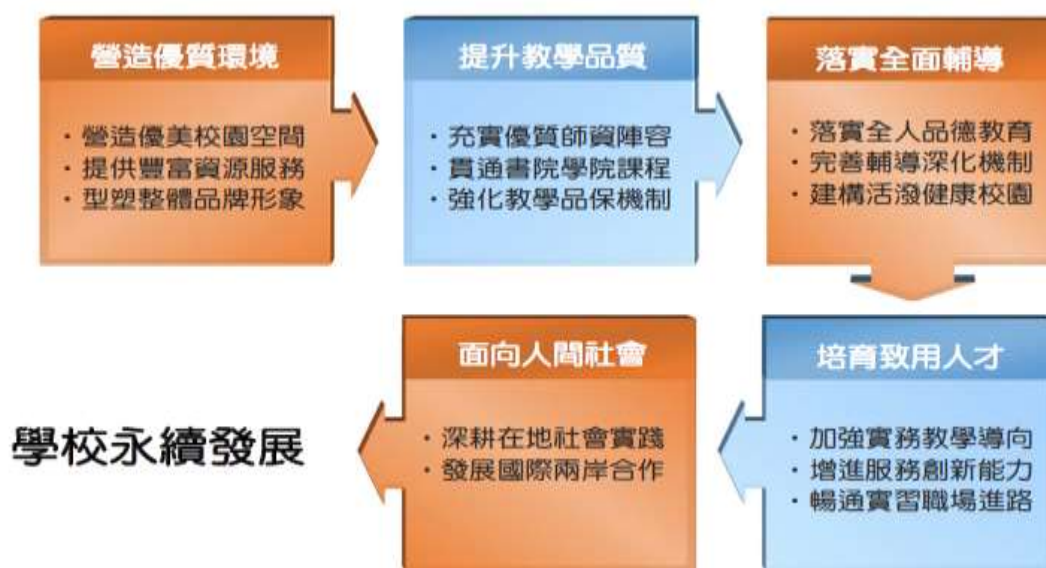 營造優質環境
・營造優美校園空間
・提供豐富資源服務
・型塑整體品牌形象
提升教學品質
・充實優質師資陣容
・貫通書院學院課程
・強化教學品保機制
落實全面輔導
・落實全人品德教育
・完善輔導深化機制
・建構活潑健康校園
培育致用人才
・加強實務教學導向
・增進服務創新能力
・暢通實習職場進路
面向人間社會
・深耕在地社會實踐
・發展國際兩岸合作
學校永續發展